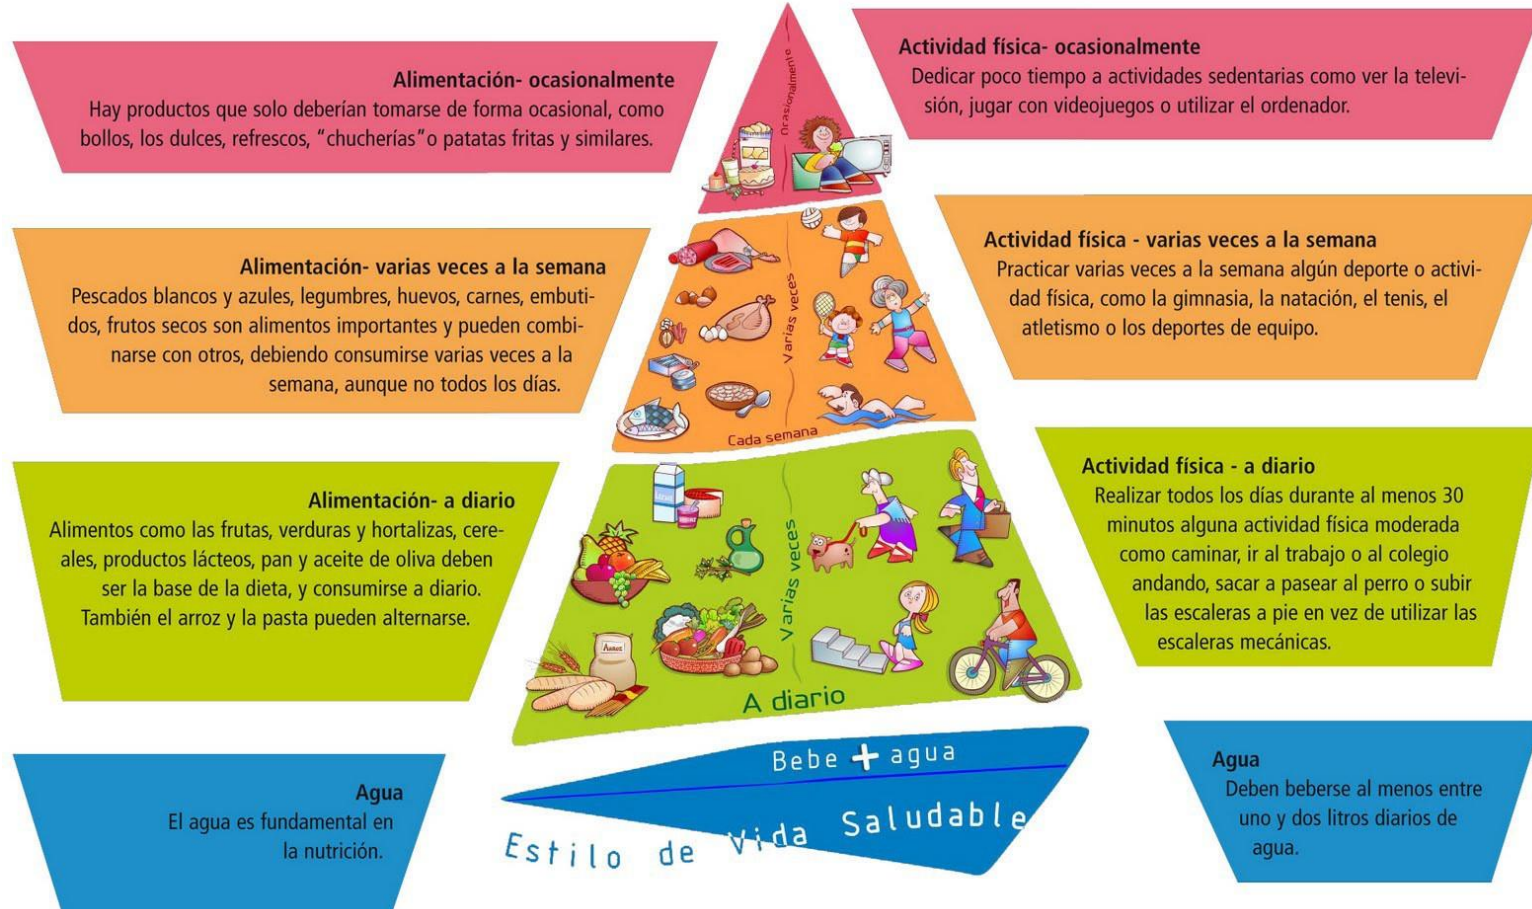 Alimentación- ocasionalmente
Hay productos que solo deberían tomarse de forma ocasional, como
bollos, los dulces, refrescos, “chucherías”o patatas fritas y similares.
Actividad física- ocasionalmente
Dedicar poco tiempo a actividades sedentarias como ver la televi-
sión, jugar con videojuegos o utilizar el ordenador.
Ocasionalmente
Alimentación- varias veces a la semana
Pescados blancos y azules, legumbres, huevos, carnes, embuti-
dos, frutos secos son alimentos importantes y pueden combi-
narse con otros, debiendo consumirse varias veces a la
semana, aunque no todos los días.
Actividad física - varias veces a la semana
Practicar varias veces a la semana algún deporte o activi-
dad física, como la gimnasia, la natación, el tenis, el
atletismo o los deportes de equipo.
Varias veces
Cada semana
Alimentación- a diario
Alimentos como las frutas, verduras y hortalizas, cere-
ales, productos lácteos, pan y aceite de oliva deben
ser la base de la dieta, y consumirse a diario.
También el arroz y la pasta pueden alternarse.
Actividad física - a diario
Realizar todos los días durante al menos 30
minutos alguna actividad física moderada
como caminar, ir al trabajo o al colegio
andando, sacar a pasear al perro o subir
las escaleras a pie en vez de utilizar las
escaleras mecánicas.
Varias veces
Arroz
A diario
Agua
El agua es fundamental en
la nutrición.
Bebe + agua
Estilo de Vida Saludable
Agua
Deben beberse al menos entre
uno y dos litros diarios de
agua.